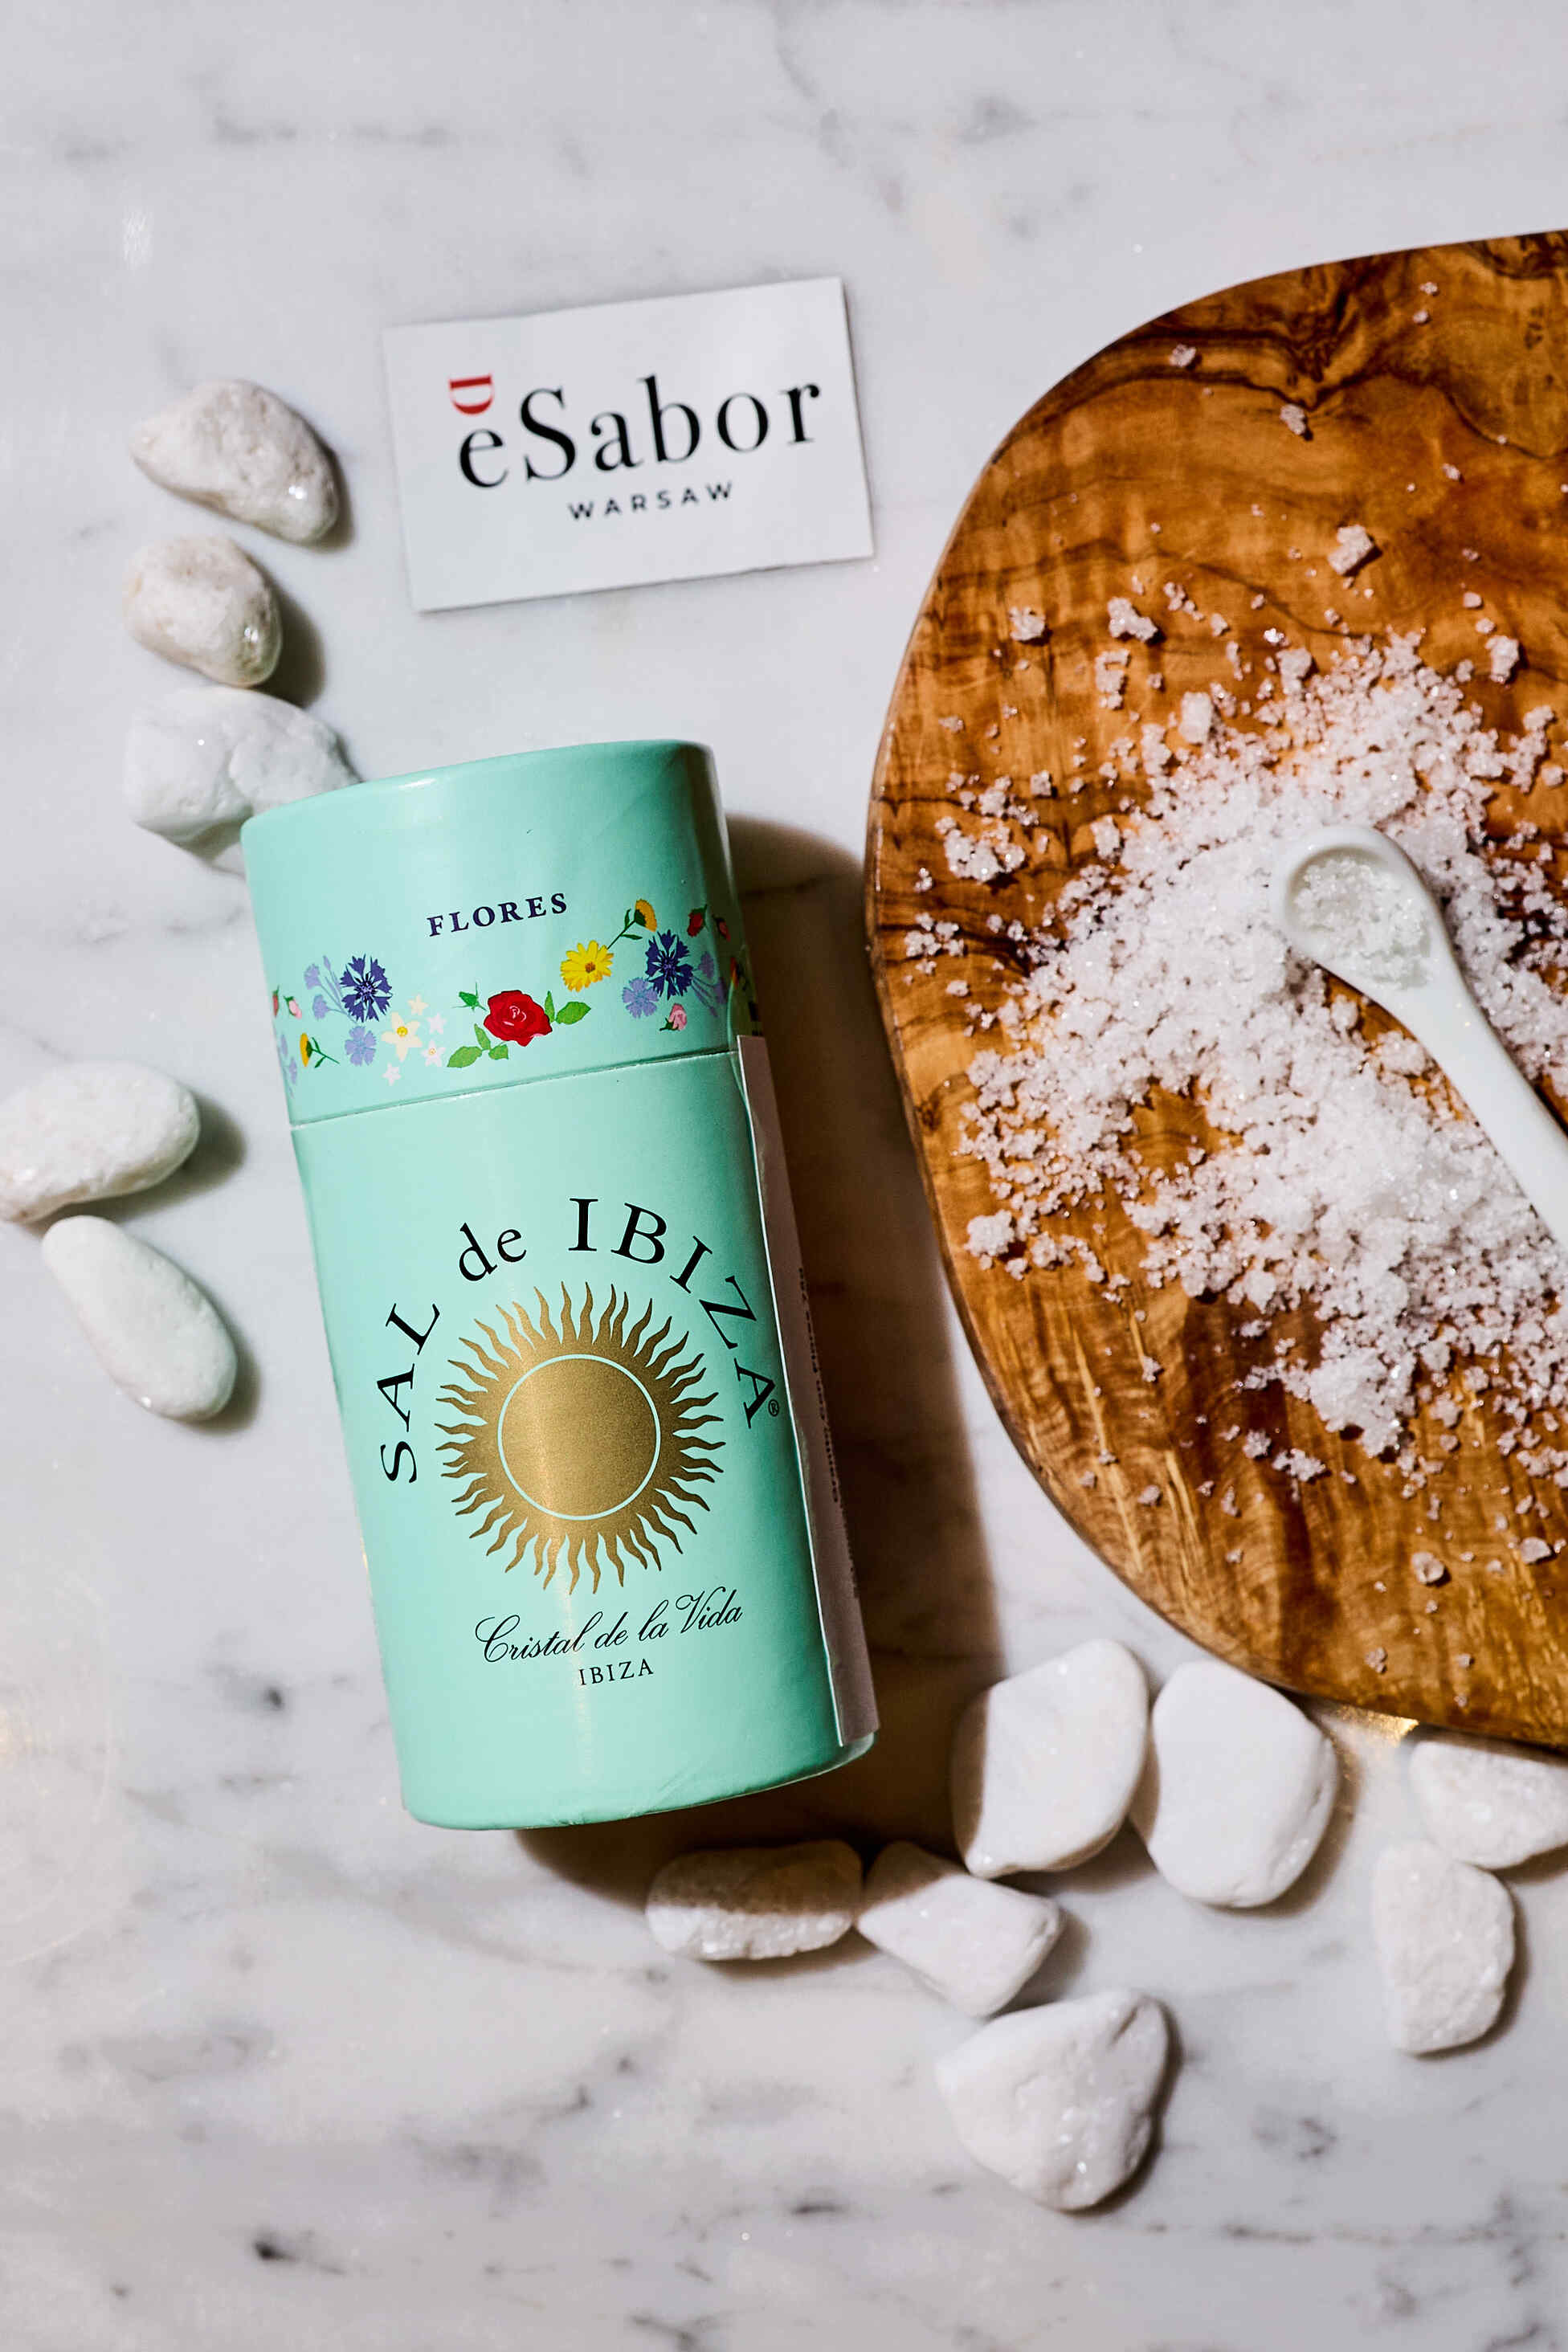 DeSabor
WARSAW
FLORES
SAL de IBIZA®
Cristal de la Vida
IBIZA